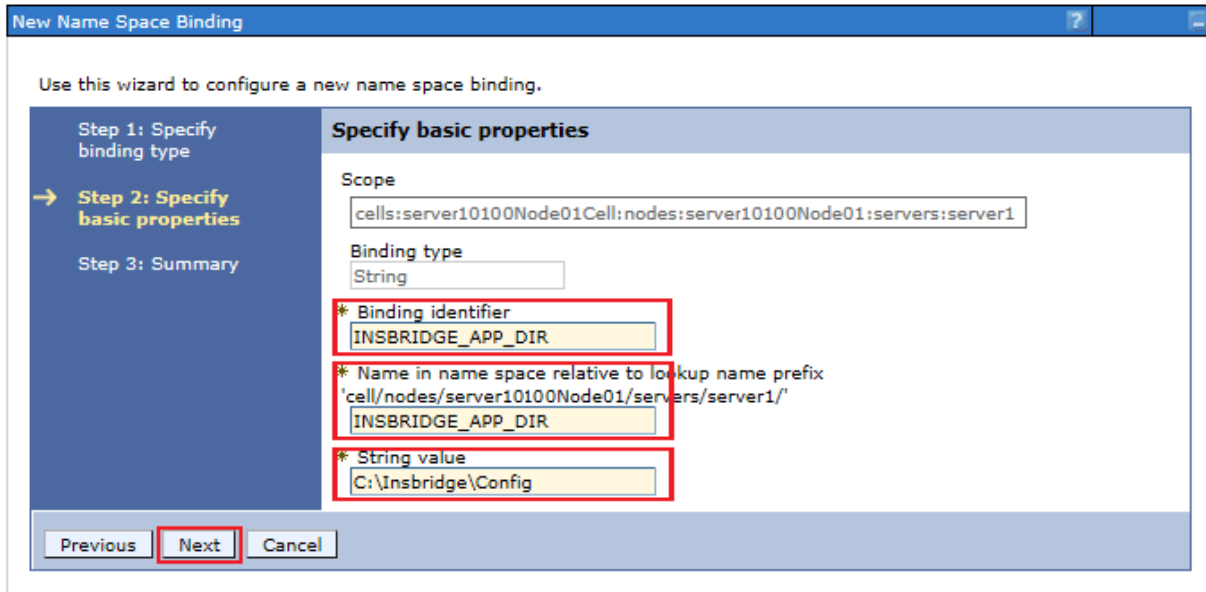 New Name Space Binding
?
Use this wizard to configure a new name space binding.
Step 1: Specify
binding type
Step 2: Specify
basic properties
Step 3: Summary
Specify basic properties
Scope
cells:server10100Node01Cell:nodes:server10100Node01:servers:server1
Binding type
String
* Binding identifier
INSBRIDGE_APP_DIR
* Name in name space relative to lookup name prefix
'cell/nodes/server10100Node01/servers/server1/'
INSBRIDGE_APP_DIR
* String value
C:\Insbridge\Config
Previous Next Cancel